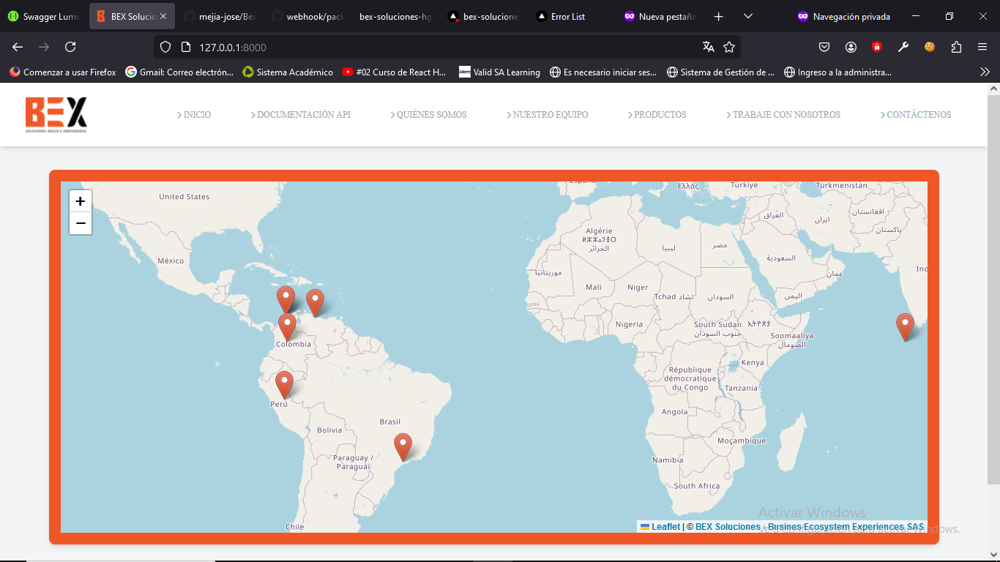 Swagger Lume
BEX Solucio
mejia-jose/Bex
webhook/pack
bex-soluciones-hg
bex-solucione
Error List
Nueva pestaña
Navegación privada
127.0.0.1:8000
Comenzar a usar Firefox
Gmail: Correo electrón...
Sistema Académico
#02 Curso de React H...
Valid SA Learning
Es necesario iniciar ses...
Sistema de Gestión de ...
Ingreso a la administra...
BEX
SOLUCIONES ÁGILES E INNOVADORAS
INICIO
DOCUMENTACIÓN API
QUIÉNES SOMOS
NUESTRO EQUIPO
PRODUCTOS
TRABAJE CON NOSOTROS
CONTÁCTENOS
+
−
España
Ελλάς
Türkiye
Türkmenistan
United States
افغانستان
العراق
ایران
پاکستان
Algérie
ⵍⵣⵣⴰⵢⴻⵔ
الجزائر
ليبيا
مصر
México
السعودية
Ind
موريتانيا
عمان
Mali
Niger
Tchad تشاد
السودان
اليمن
Nigeria
South Sudan
جنوب السودان
ኢትዮጵያ
Soomaaliya
الصومال
Colombia
Kenya
République
démocratique
du Congo
Tanzania
Perú
Angola
Brasil
Bolivia
Moçambique
Paraguay /
Paraguái
Namibia
South Africa
Chile
Leaflet | © BEX Soluciones - Busines Ecosystem Experiences SAS
Activar Windows
Ve a Configuración para activar Windows.